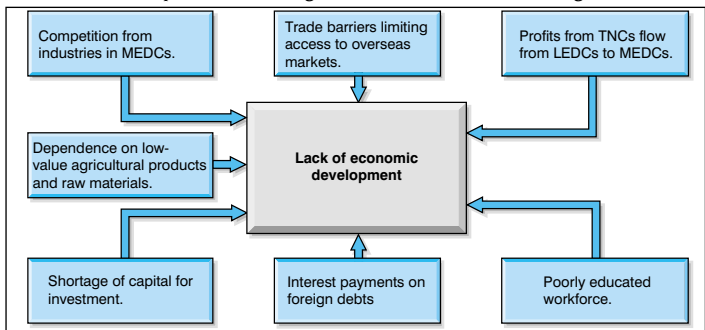 Competition from
industries in MEDCs.
Trade barriers limiting
access to overseas
markets.
Profits from TNCs flow
from LEDCs to MEDCs.
Dependence on low-
value agricultural products
and raw materials.
Lack of economic
development
Shortage of capital for
investment.
Interest payments on
foreign debts
Poorly educated
workforce.